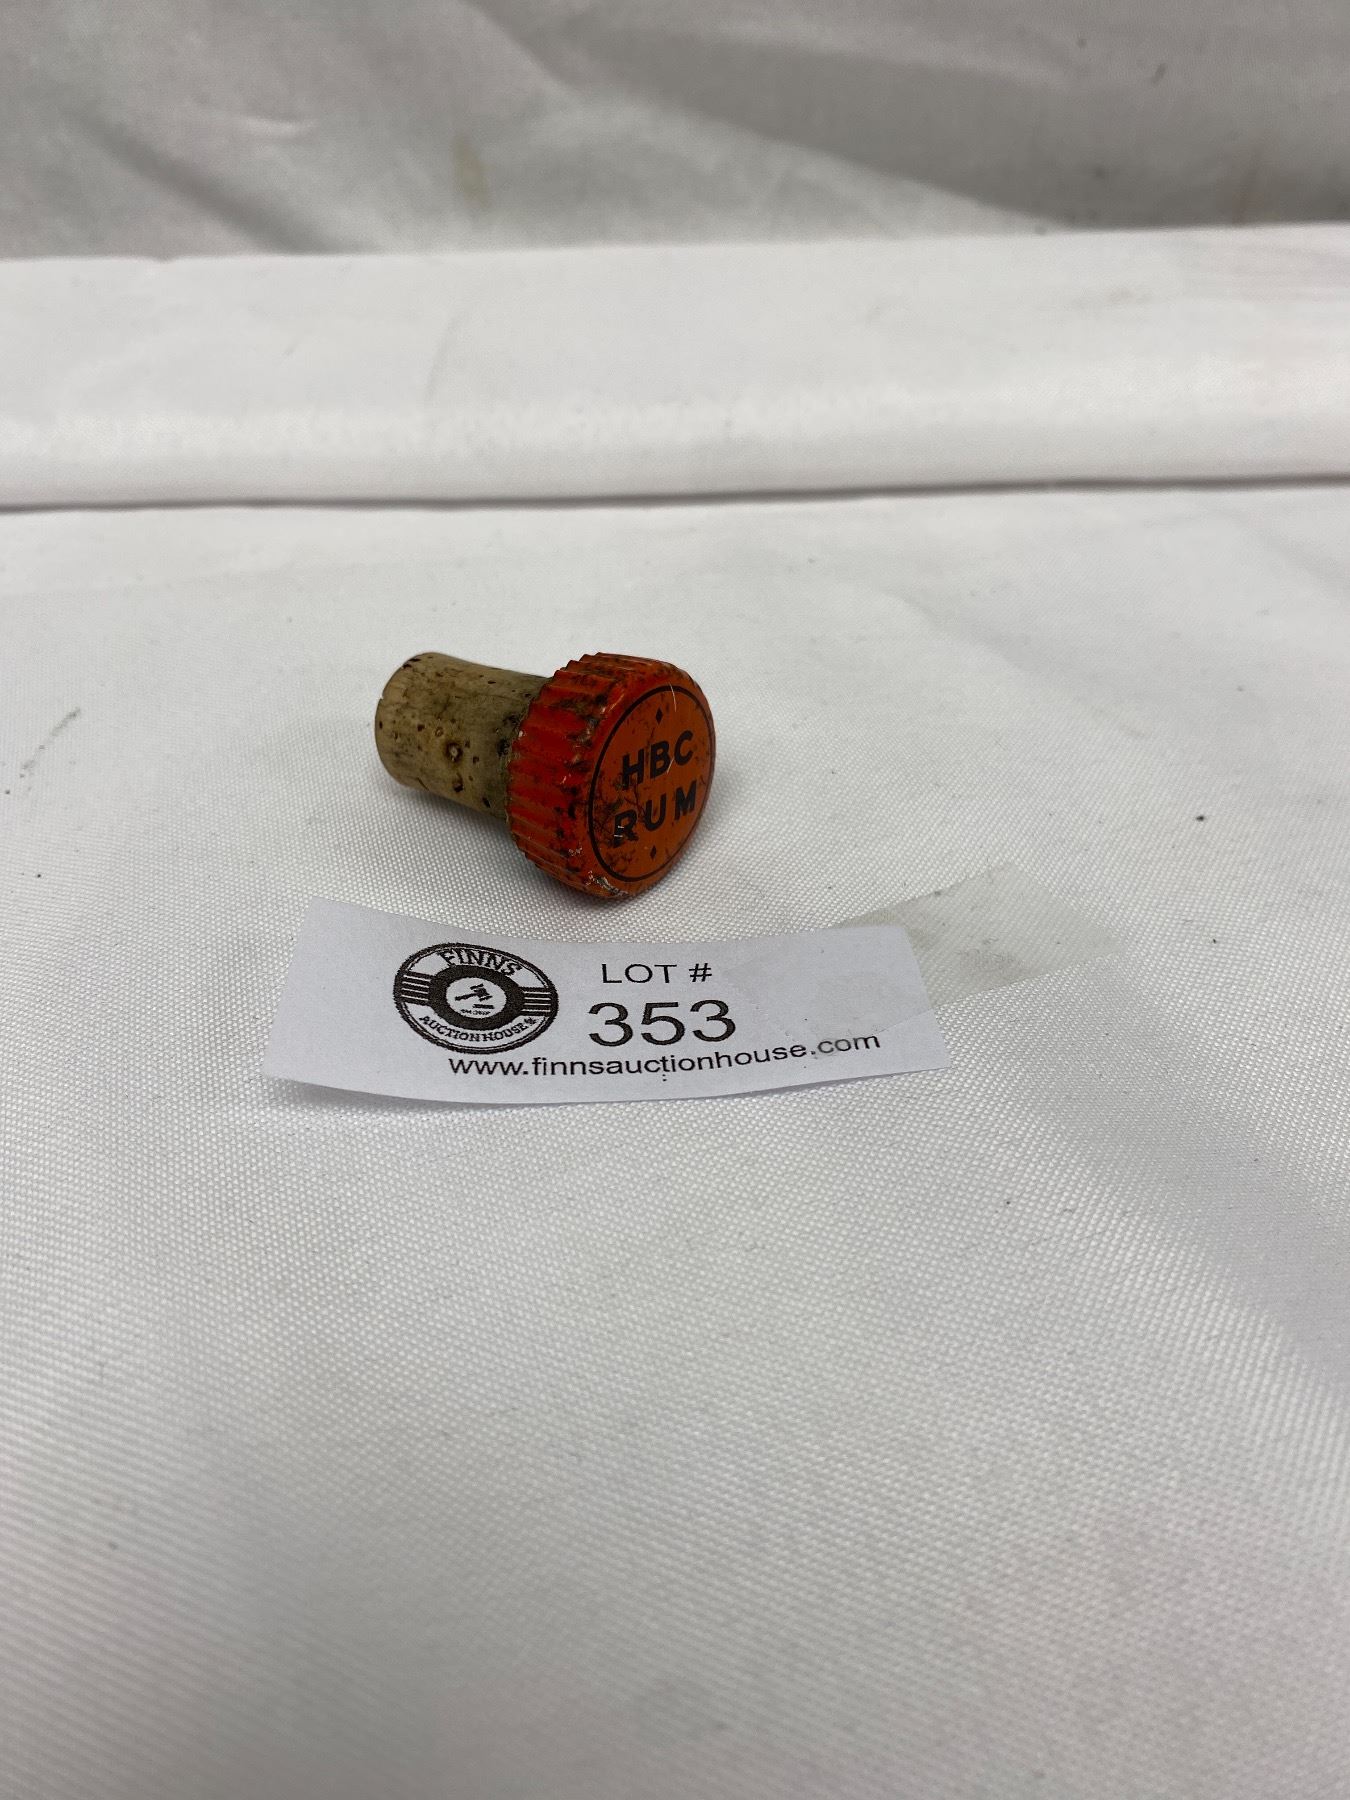 HBC
RUM
FINNS
AUCTION HOUSE
LOT #
353
www.finnsauctionhouse.com